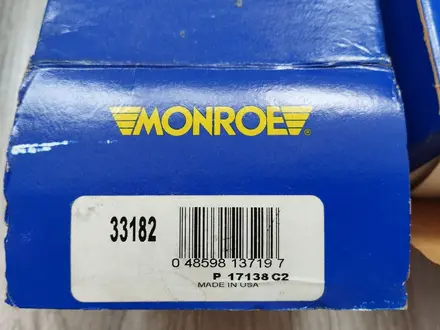 MONROE®
33182
0 48598 13719 7
P 17138 C2
MADE IN USA